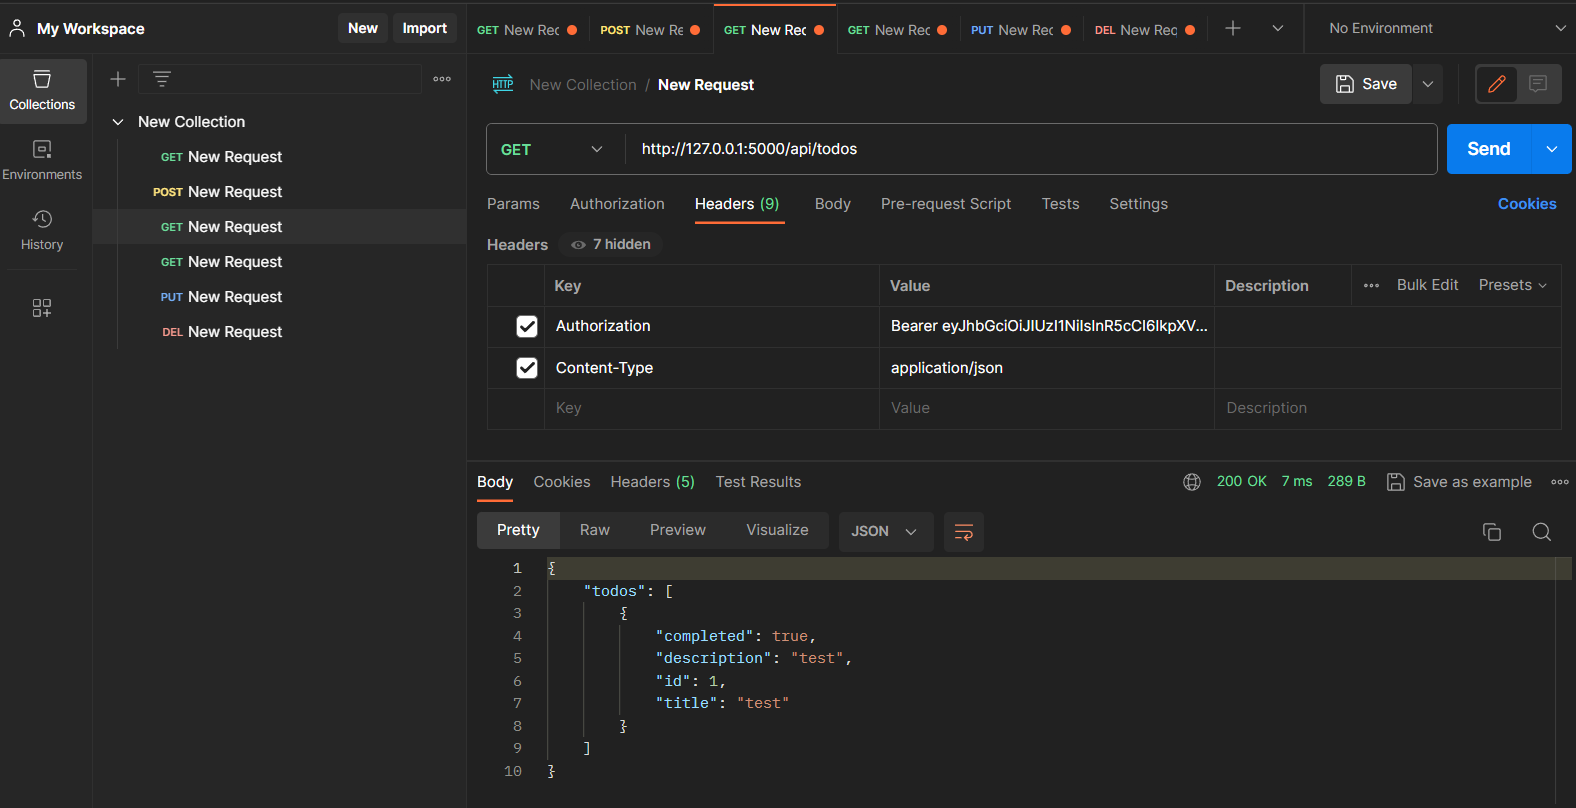 My Workspace
New
Import
GET New Rec
POST New Re
GET New Rec
GET New Rec
PUT New Rec
DEL New Req
No Environment
Collections
Environments
History
New Collection
GET New Request
POST New Request
GET New Request
GET New Request
PUT New Request
DEL New Request
HTTP
New Collection / New Request
Save
GET
http://127.0.0.1:5000/api/todos
Send
Params
Authorization
Headers (9)
Body
Pre-request Script
Tests
Settings
Cookies
Headers
7 hidden
Key
Value
Description
Bulk Edit
Presets
Authorization
Bearer eyJhbGciOiJIUzI1NiIsInR5cCI6IkpXV...
Content-Type
application/json
Key
Value
Description
Body
Cookies
Headers (5)
Test Results
200 OK
7 ms
289 B
Save as example
Pretty
Raw
Preview
Visualize
JSON
1 {
2 "todos": [
3 {
4 "completed": true,
5 "description": "test",
6 "id": 1,
7 "title": "test"
8 }
9 ]
10 }